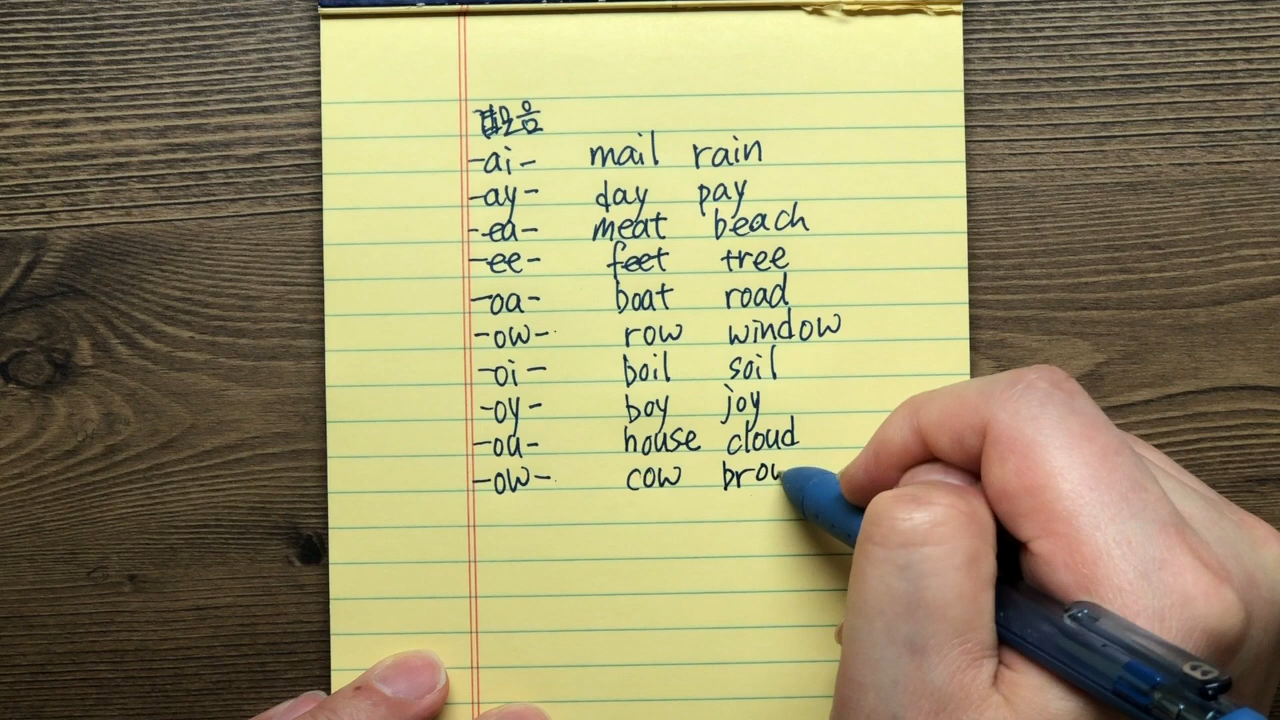 -ai- mail rain
-ay- day pay
-ea- meat beach
-ee- feet tree
-oa- boat road
-ow- row window
-oi- boil soil
-oy- boy joy
-ou- house cloud
-ow- cow brow